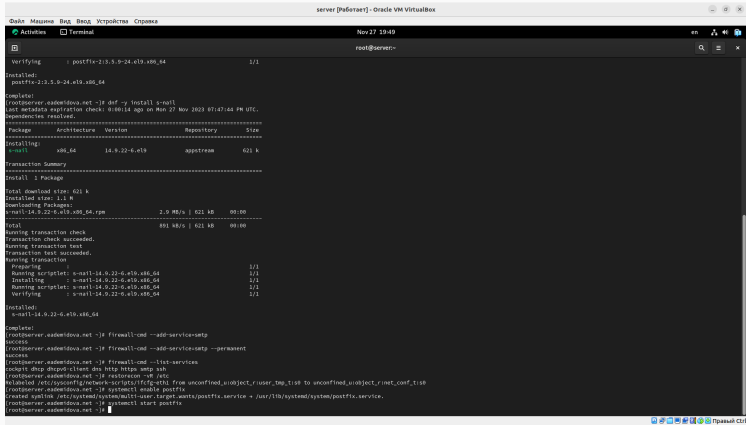 server [Работает] - Oracle VM VirtualBox
Файл Машина Вид Ввод Устройства Справка
Activities Terminal Nov 27 19:49 en
root@server:~
Verifying : postfix-2:3.5.9-24.el9.x86_64 1/1
Installed:
postfix-2:3.5.9-24.el9.x86_64
Complete!
[root@server.eademidova.net ~]# dnf -y install s-nail
Last metadata expiration check: 0:00:14 ago on Mon 27 Nov 2023 07:47:44 PM UTC.
Dependencies resolved.
Package Architecture Version Repository Size
Installing:
s-nail x86_64 14.9.22-6.el9 appstream 621 k
Transaction Summary
Install 1 Package
Total download size: 621 k
Installed size: 1.1 M
Downloading Packages:
s-nail-14.9.22-6.el9.x86_64.rpm 2.9 MB/s | 621 kB 00:00
Total 891 kB/s | 621 kB 00:00
Running transaction check
Transaction check succeeded.
Running transaction test
Transaction test succeeded.
Running transaction
Preparing : 1/1
Running scriptlet: s-nail-14.9.22-6.el9.x86_64 1/1
Installing : s-nail-14.9.22-6.el9.x86_64 1/1
Running scriptlet: s-nail-14.9.22-6.el9.x86_64 1/1
Verifying : s-nail-14.9.22-6.el9.x86_64 1/1
Installed:
s-nail-14.9.22-6.el9.x86_64
Complete!
[root@server.eademidova.net ~]# firewall-cmd --add-service=smtp
success
[root@server.eademidova.net ~]# firewall-cmd --add-service=smtp --permanent
success
[root@server.eademidova.net ~]# firewall-cmd --list-services
cockpit dhcp dhcpv6-client dns http https smtp ssh
[root@server.eademidova.net ~]# restorecon -vR /etc
Relabeled /etc/sysconfig/network-scripts/ifcfg-eth1 from unconfined_u:object_r:user_tmp_t:s0 to unconfined_u:object_r:net_conf_t:s0
[root@server.eademidova.net ~]# systemctl enable postfix
Created symlink /etc/systemd/system/multi-user.target.wants/postfix.service → /usr/lib/systemd/system/postfix.service.
[root@server.eademidova.net ~]# systemctl start postfix
[root@server.eademidova.net ~]#
Правый Ctrl